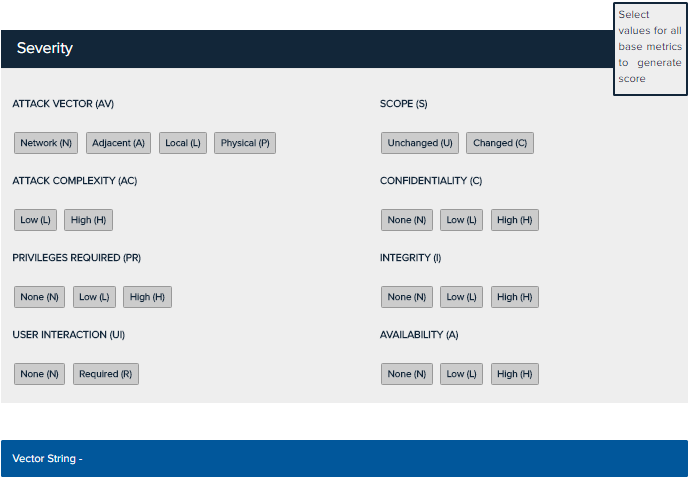 Select
values for all
base metrics
to generate
score
Severity
ATTACK VECTOR (AV)
Network (N) Adjacent (A) Local (L) Physical (P)
ATTACK COMPLEXITY (AC)
Low (L) High (H)
PRIVILEGES REQUIRED (PR)
None (N) Low (L) High (H)
USER INTERACTION (UI)
None (N) Required (R)
SCOPE (S)
Unchanged (U) Changed (C)
CONFIDENTIALITY (C)
None (N) Low (L) High (H)
INTEGRITY (I)
None (N) Low (L) High (H)
AVAILABILITY (A)
None (N) Low (L) High (H)
Vector String -